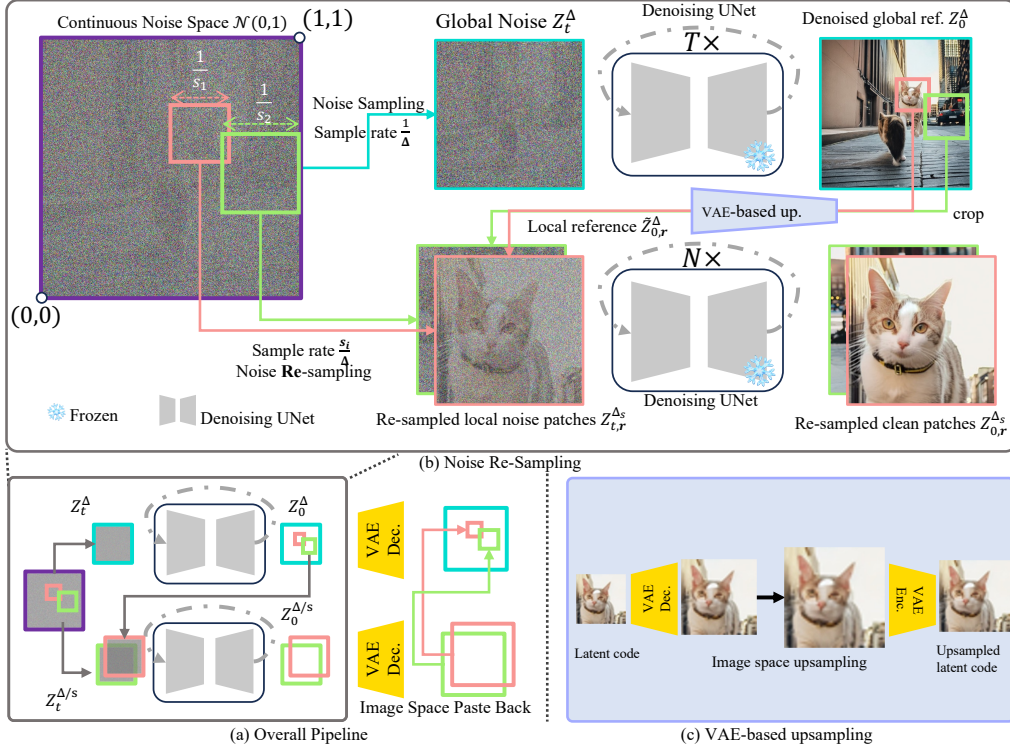 Continuous Noise Space 𝒩(0,1)
(1,1)
Global Noise Z_t^Δ
Denoising UNet
Denoised global ref. Z_0^Δ
T×
1/s_1
1/s_2
Noise Sampling
Sample rate 1/Δ
VAE-based up.
crop
Local reference Z̃_{0,r}^Δ
N×
(0,0)
Sample rate s_i/Δ
Noise Re-sampling
Denoising UNet
Frozen
Denoising UNet
Re-sampled local noise patches Z_{t,r}^{Δ_s}
Re-sampled clean patches Z_{0,r}^{Δ_s}
(b) Noise Re-Sampling
Z_t^Δ
Z_0^Δ
VAE
Dec.
Z_0^{Δ/s}
Z_t^{Δ/s}
VAE
Dec.
Image Space Paste Back
(a) Overall Pipeline
VAE
Dec.
VAE
Enc.
Latent code
Image space upsampling
Upsampled
latent code
(c) VAE-based upsampling